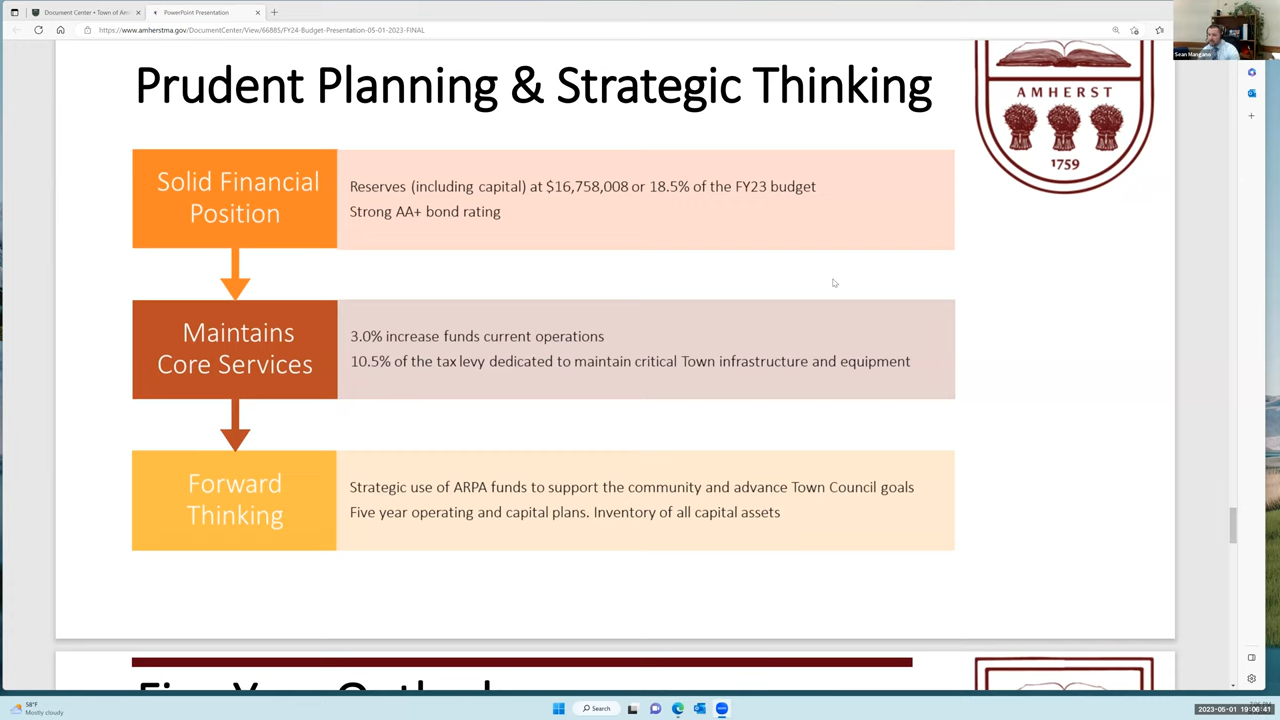 Document Center • Town of Am
PowerPoint Presentation
https://www.amherstma.gov/DocumentCenter/View/66885/FY24-Budget-Presentation-05-01-2023-FINAL
Sean Mangano
Prudent Planning & Strategic Thinking
AMHERST
1759
Solid Financial
Position
Reserves (including capital) at $16,758,008 or 18.5% of the FY23 budget
Strong AA+ bond rating
Maintains
Core Services
3.0% increase funds current operations
10.5% of the tax levy dedicated to maintain critical Town infrastructure and equipment
Forward
Thinking
Strategic use of ARPA funds to support the community and advance Town Council goals
Five year operating and capital plans. Inventory of all capital assets
58°F
Mostly cloudy
Search
2023-05-01 19:06:41